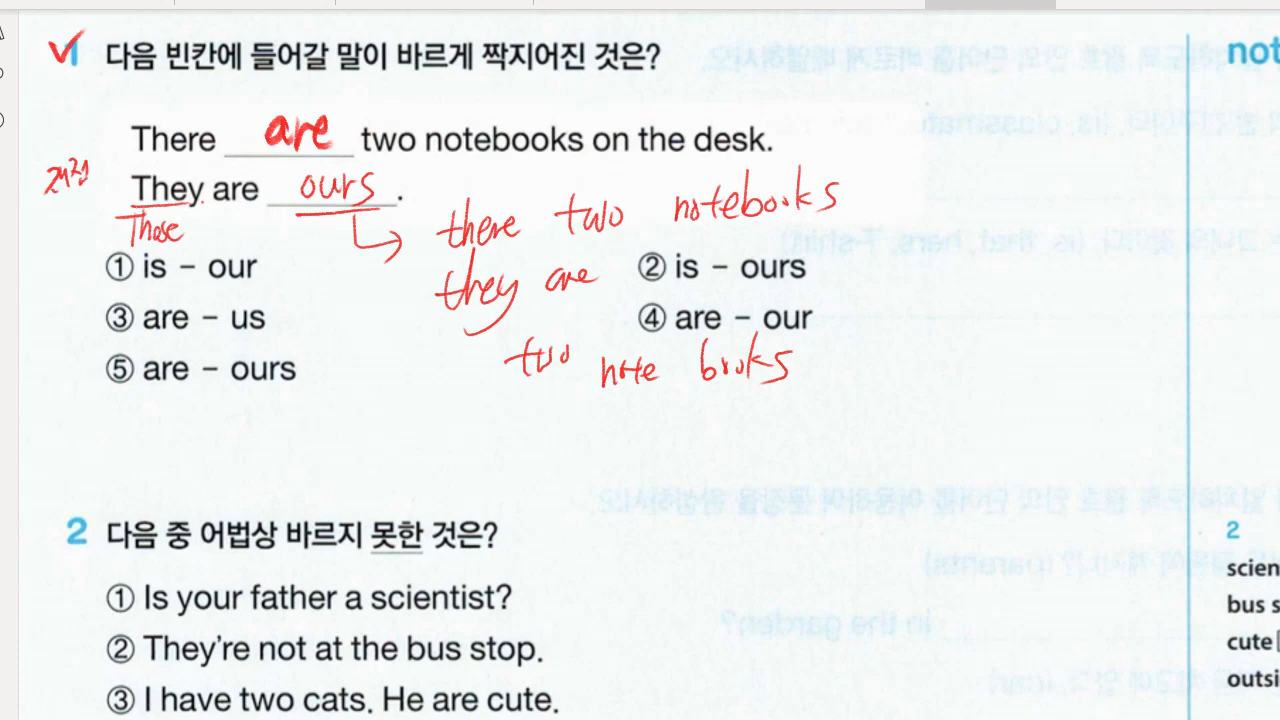 1 다음 빈칸에 들어갈 말이 바르게 짝지어진 것은?
There are two notebooks on the desk.
They are ours.
These
there two notebooks
they are
two note books
① is – our
② is – ours
③ are – us
④ are – our
⑤ are – ours
2 다음 중 어법상 바르지 못한 것은?
① Is your father a scientist?
② They’re not at the bus stop.
③ I have two cats. He are cute.
not
2
scien
bus s
cute[
outsi